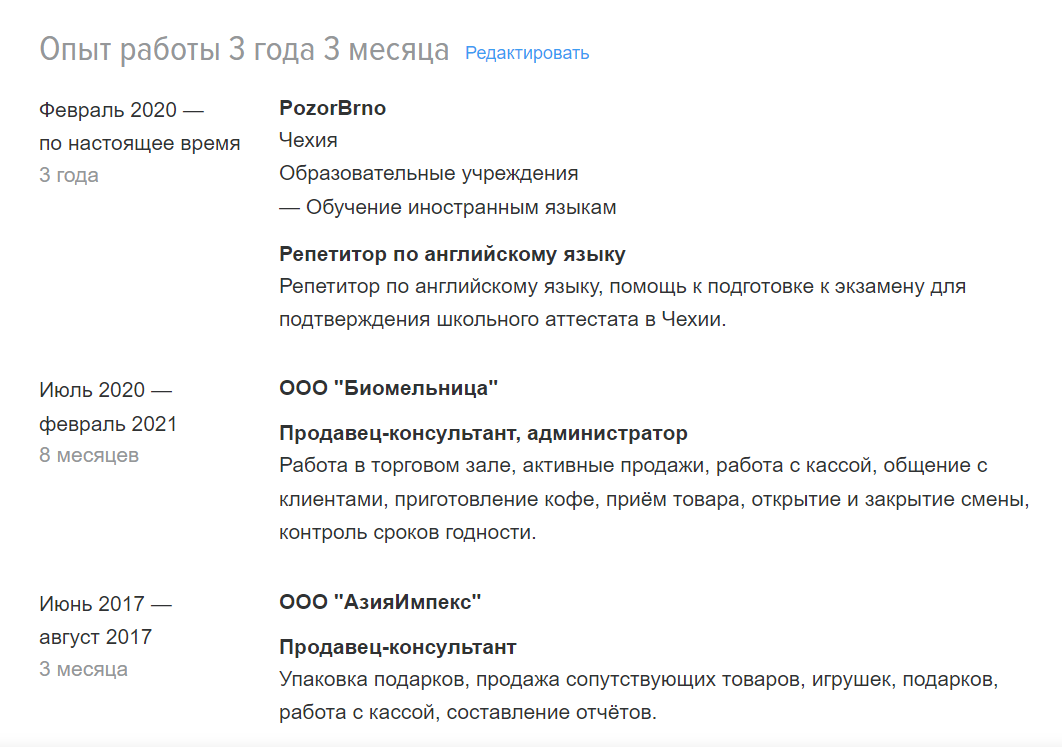 Опыт работы 3 года 3 месяца Редактировать
Февраль 2020 —
по настоящее время
3 года
PozorBrno
Чехия
Образовательные учреждения
— Обучение иностранным языкам
Репетитор по английскому языку
Репетитор по английскому языку, помощь к подготовке к экзамену для
подтверждения школьного аттестата в Чехии.
Июль 2020 —
февраль 2021
8 месяцев
ООО "Биомельница"
Продавец-консультант, администратор
Работа в торговом зале, активные продажи, работа с кассой, общение с
клиентами, приготовление кофе, приём товара, открытие и закрытие смены,
контроль сроков годности.
Июнь 2017 —
август 2017
3 месяца
ООО "АзияИмпекс"
Продавец-консультант
Упаковка подарков, продажа сопутствующих товаров, игрушек, подарков,
работа с кассой, составление отчётов.